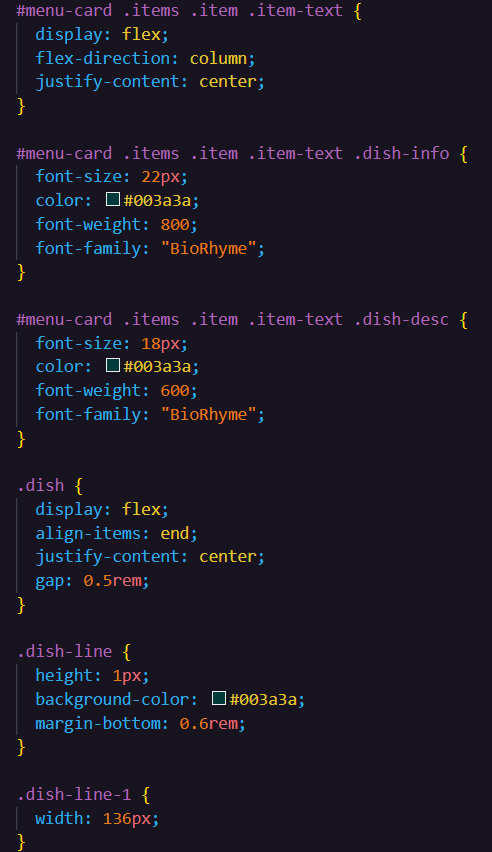 #menu-card .items .item .item-text {
display: flex;
flex-direction: column;
justify-content: center;
}
#menu-card .items .item .item-text .dish-info {
font-size: 22px;
color: #003a3a;
font-weight: 800;
font-family: "BioRhyme";
}
#menu-card .items .item .item-text .dish-desc {
font-size: 18px;
color: #003a3a;
font-weight: 600;
font-family: "BioRhyme";
}
.dish {
display: flex;
align-items: end;
justify-content: center;
gap: 0.5rem;
}
.dish-line {
height: 1px;
background-color: #003a3a;
margin-bottom: 0.6rem;
}
.dish-line-1 {
width: 136px;
}